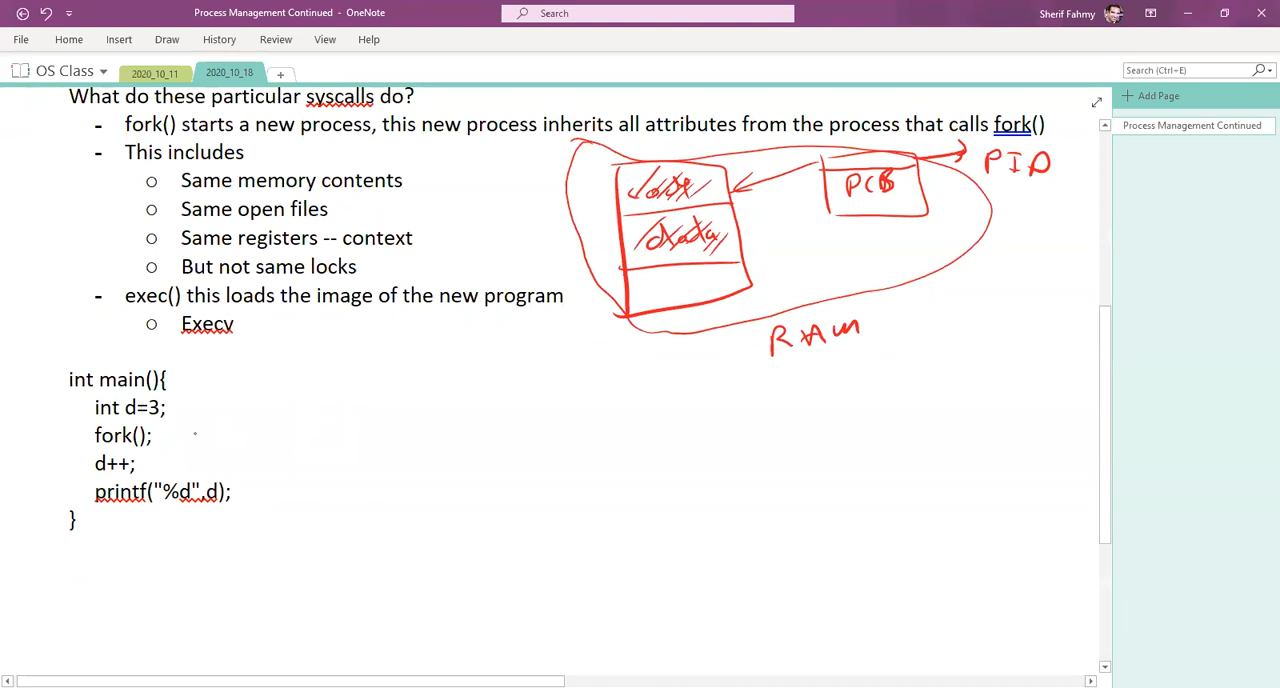 Process Management Continued - OneNote
Search
Sherif Fahmy
File Home Insert Draw History Review View Help
OS Class 2020_10_11 2020_10_18 +
Search (Ctrl+E)
Add Page
Process Management Continued
What do these particular syscalls do?
- fork() starts a new process, this new process inherits all attributes from the process that calls fork()
- This includes
o Same memory contents
o Same open files
o Same registers -- context
o But not same locks
- exec() this loads the image of the new program
o Execv
data
PCB
PID
RAM
int main(){
int d=3;
fork();
d++;
printf("%d",d);
}